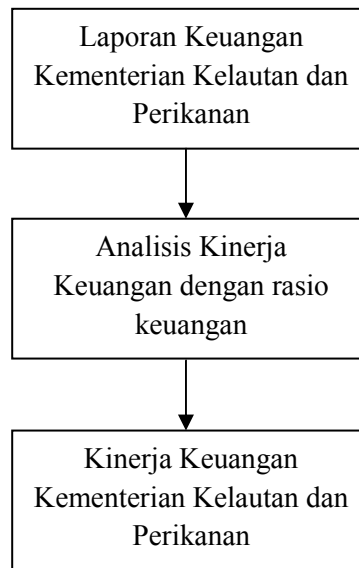 Laporan Keuangan
Kementerian Kelautan dan
Perikanan
Analisis Kinerja
Keuangan dengan rasio
keuangan
Kinerja Keuangan
Kementerian Kelautan dan
Perikanan